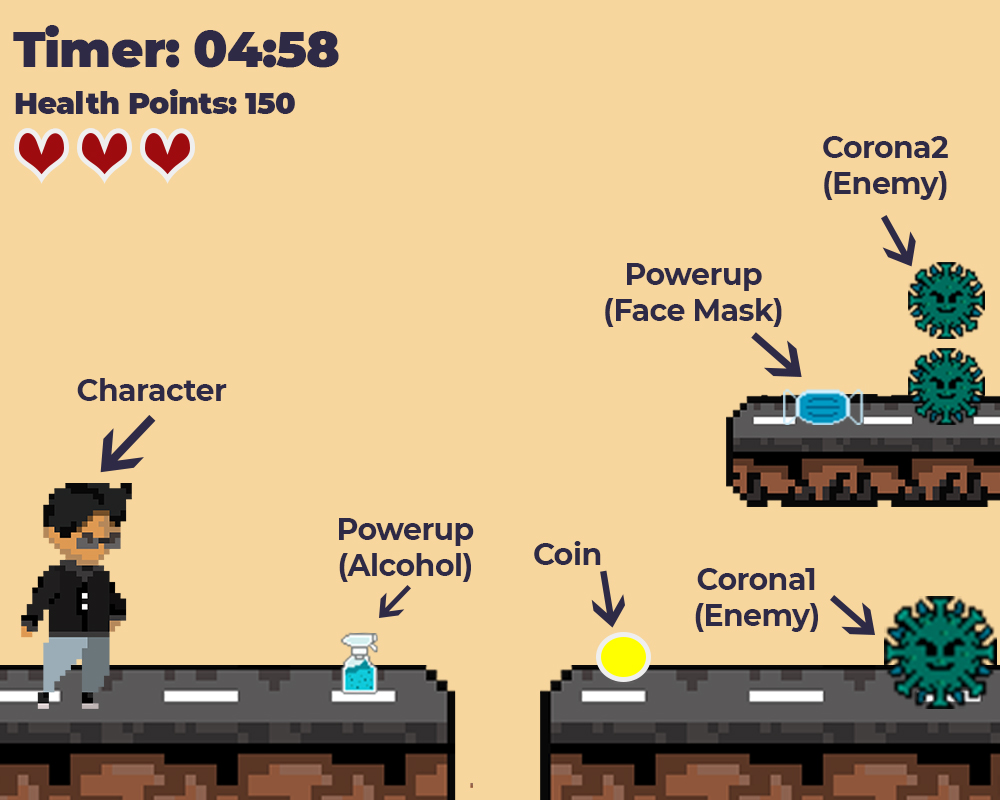 Timer: 04:58
Health Points: 150
Corona2
(Enemy)
Powerup
(Face Mask)
Character
Powerup
(Alcohol)
Coin
Corona1
(Enemy)